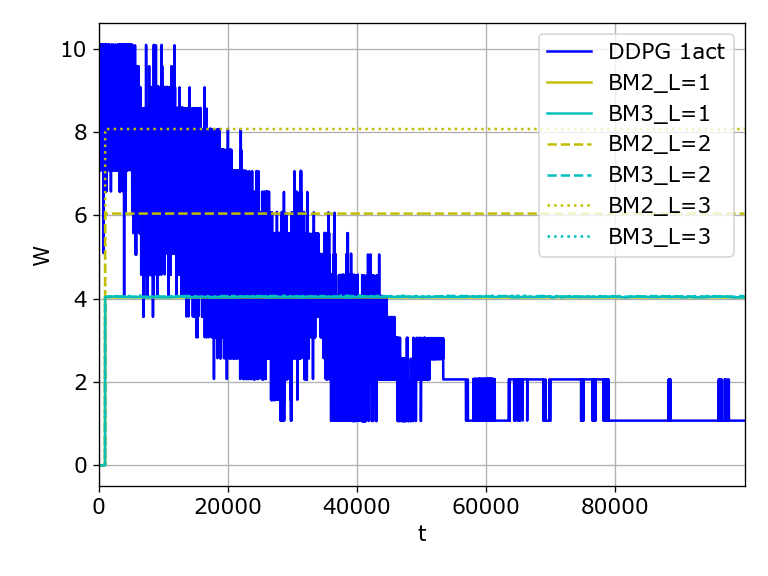 10
8
6
4
2
0
W
0
20000
40000
60000
80000
t
DDPG 1act
BM2_L=1
BM3_L=1
BM2_L=2
BM3_L=2
BM2_L=3
BM3_L=3